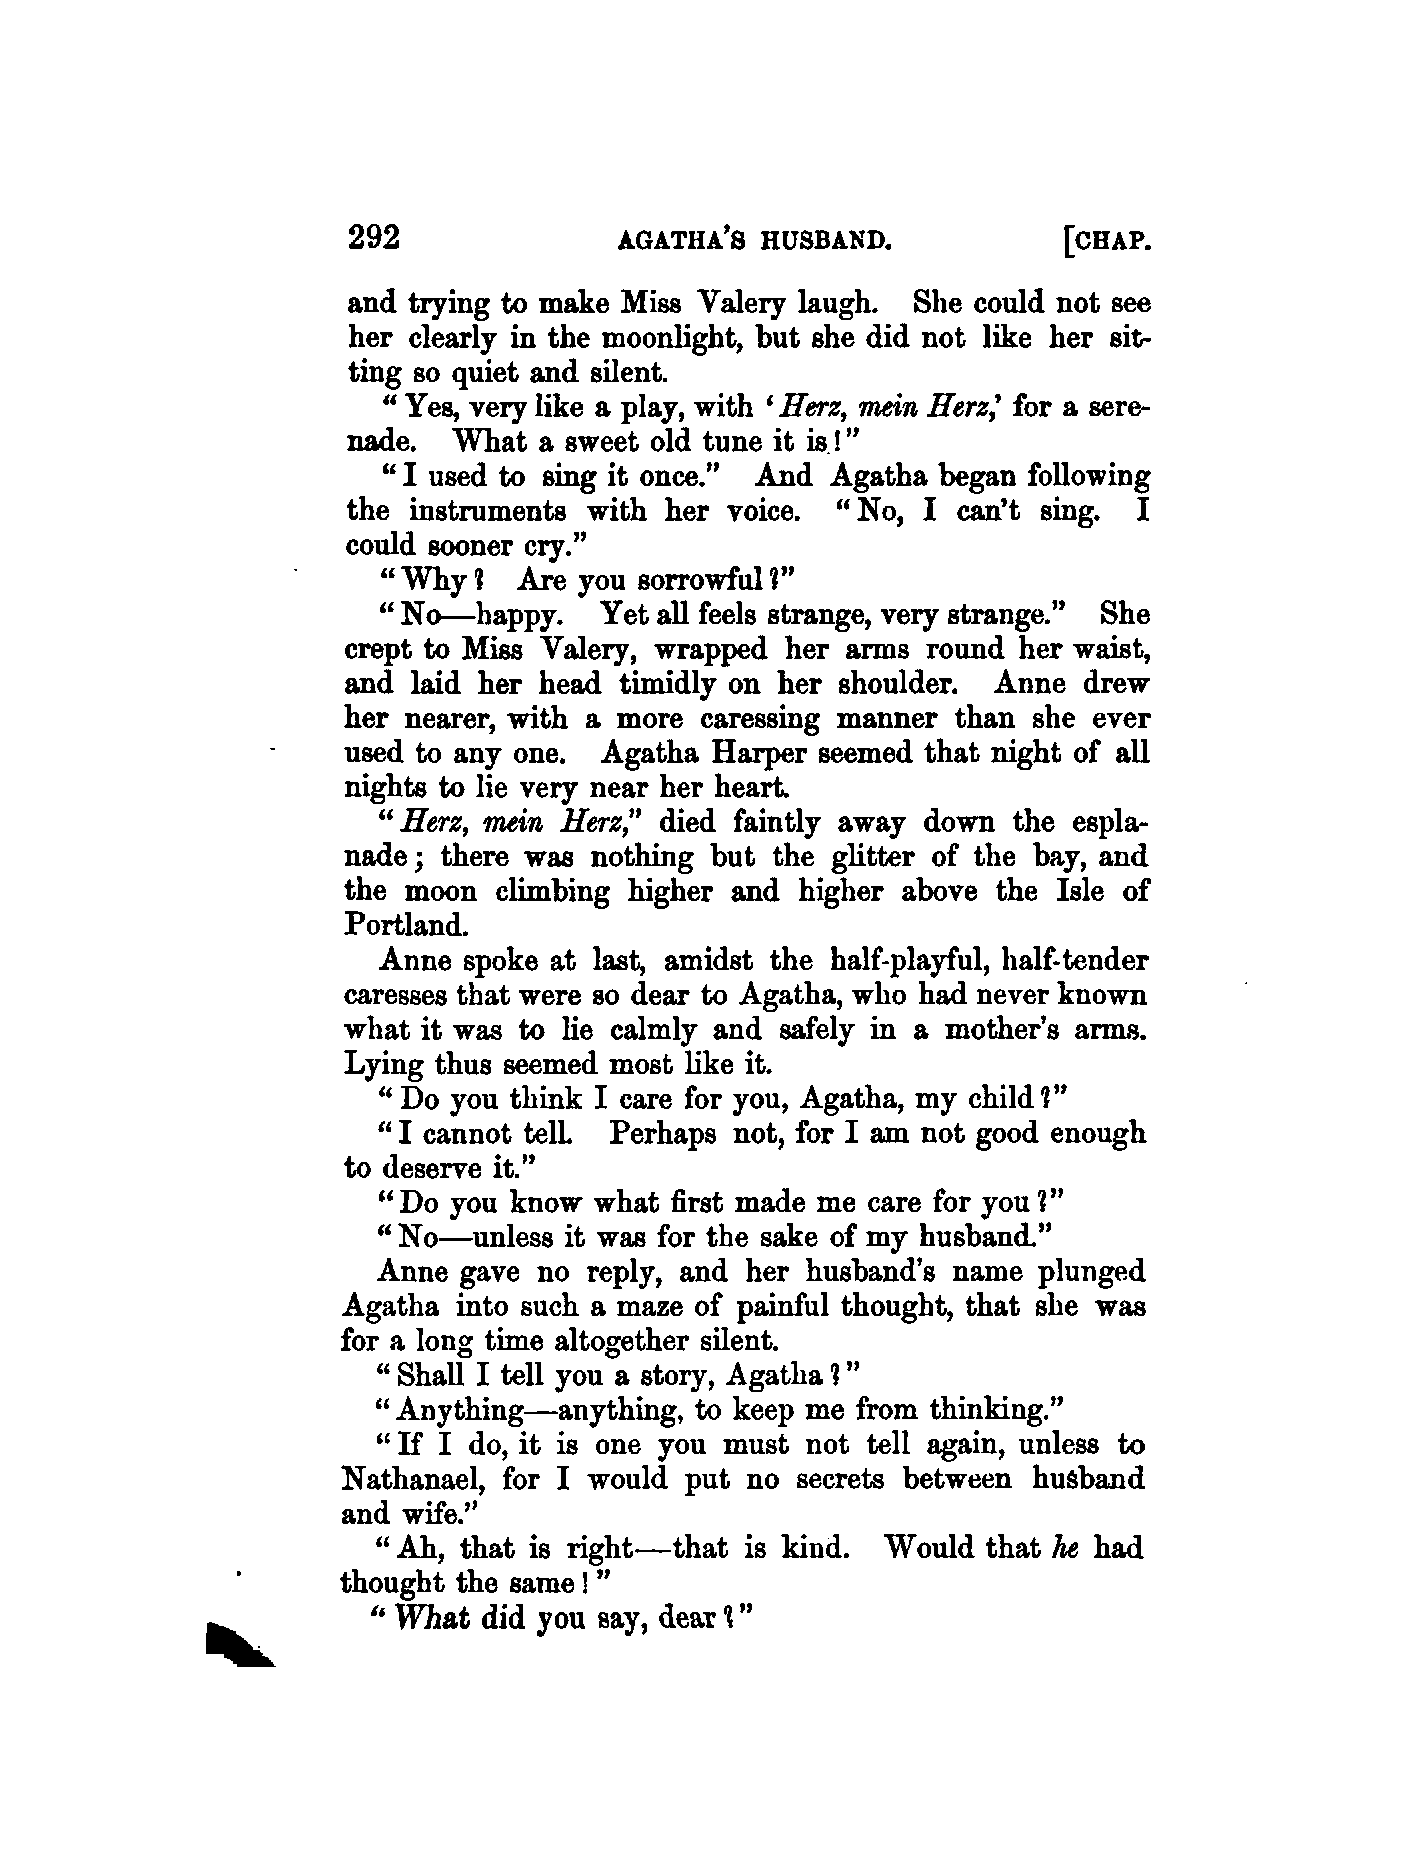 292 AGATHA'S HUSBAND. [CHAP.
and trying to make Miss Valery laugh. She could not see
her clearly in the moonlight, but she did not like her sit-
ting so quiet and silent.
"Yes, very like a play, with 'Herz, mein Herz,' for a sere-
nade. What a sweet old tune it is!"
"I used to sing it once." And Agatha began following
the instruments with her voice. "No, I can't sing. I
could sooner cry."
"Why? Are you sorrowful?"
"No—happy. Yet all feels strange, very strange." She
crept to Miss Valery, wrapped her arms round her waist,
and laid her head timidly on her shoulder. Anne drew
her nearer, with a more caressing manner than she ever
used to any one. Agatha Harper seemed that night of all
nights to lie very near her heart.
"Herz, mein Herz," died faintly away down the espla-
nade; there was nothing but the glitter of the bay, and
the moon climbing higher and higher above the Isle of
Portland.
Anne spoke at last, amidst the half-playful, half-tender
caresses that were so dear to Agatha, who had never known
what it was to lie calmly and safely in a mother's arms.
Lying thus seemed most like it.
"Do you think I care for you, Agatha, my child?"
"I cannot tell. Perhaps not, for I am not good enough
to deserve it."
"Do you know what first made me care for you?"
"No—unless it was for the sake of my husband."
Anne gave no reply, and her husband's name plunged
Agatha into such a maze of painful thought, that she was
for a long time altogether silent.
"Shall I tell you a story, Agatha?"
"Anything—anything, to keep me from thinking."
"If I do, it is one you must not tell again, unless to
Nathanael, for I would put no secrets between husband
and wife."
"Ah, that is right—that is kind. Would that he had
thought the same!"
"What did you say, dear?"